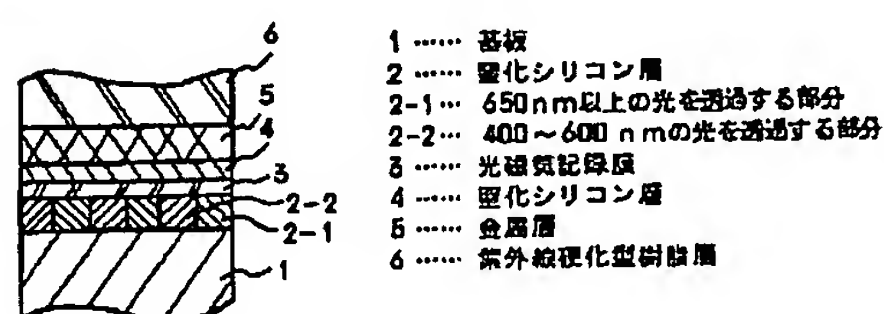 6
5
4
3
2-2
2-1
1
1 …… 基板
2 …… 窒化シリコン層
2-1… 650nm以上の光を透過する部分
2-2… 400～600 nmの光を透過する部分
3 …… 光磁気記録膜
4 …… 窒化シリコン層
5 …… 金属層
6 …… 紫外線硬化型樹脂層